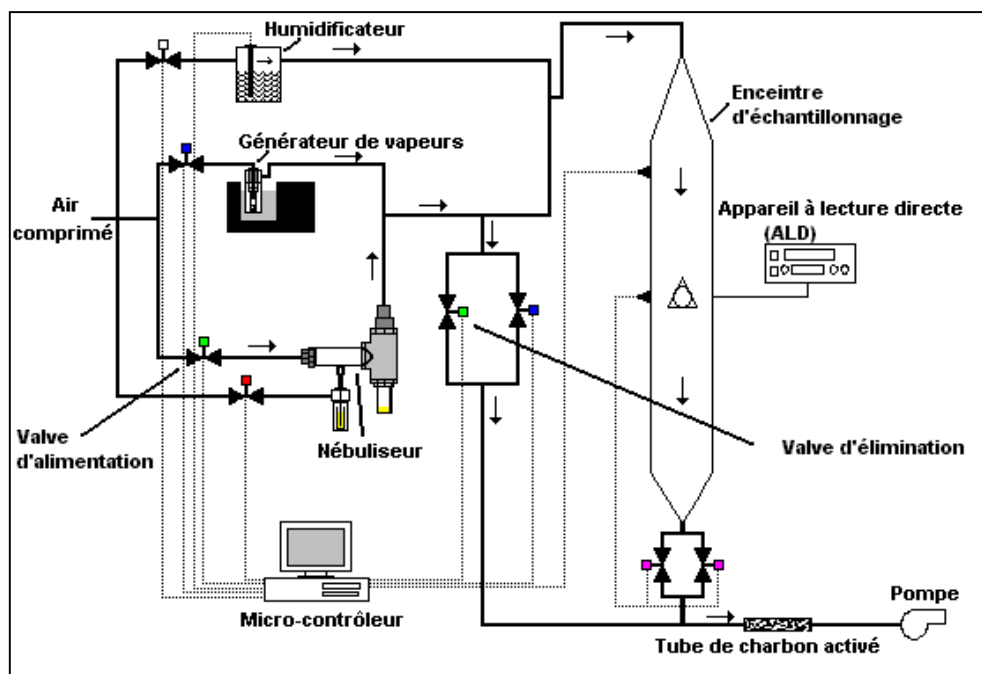 Humidificateur
Enceintre
d'échantillonnage
Générateur de vapeurs
Air
comprimé
Appareil à lecture directe
(ALD)
Valve
d'alimentation
Nébuliseur
Valve d'élimination
Micro-contrôleur
Pompe
Tube de charbon activé